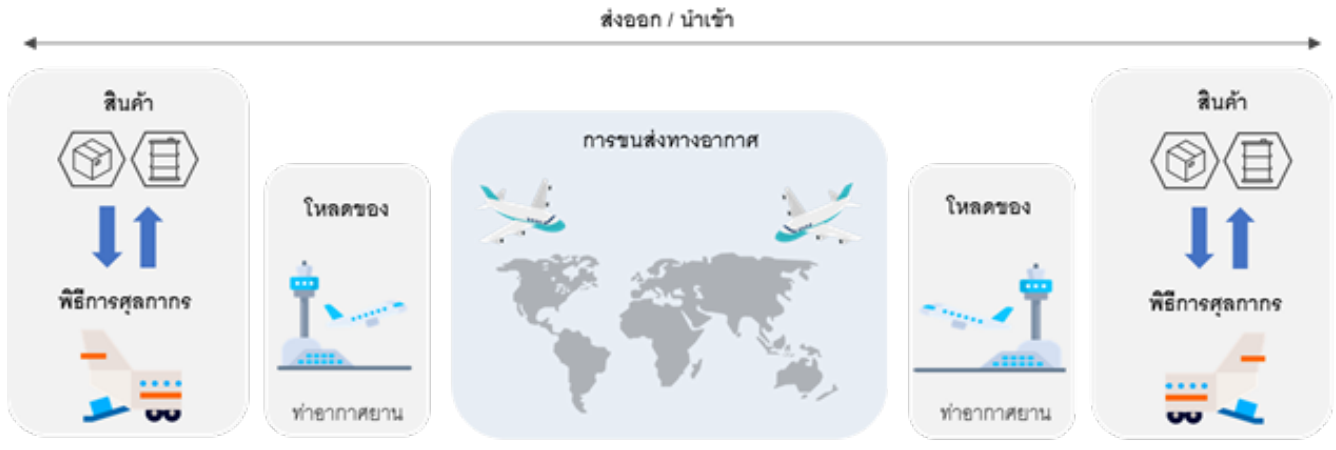 ส่งออก / นำเข้า
สินค้า
พิธีการศุลกากร
โหลดของ
ท่าอากาศยาน
การขนส่งทางอากาศ
โหลดของ
ท่าอากาศยาน
สินค้า
พิธีการศุลกากร